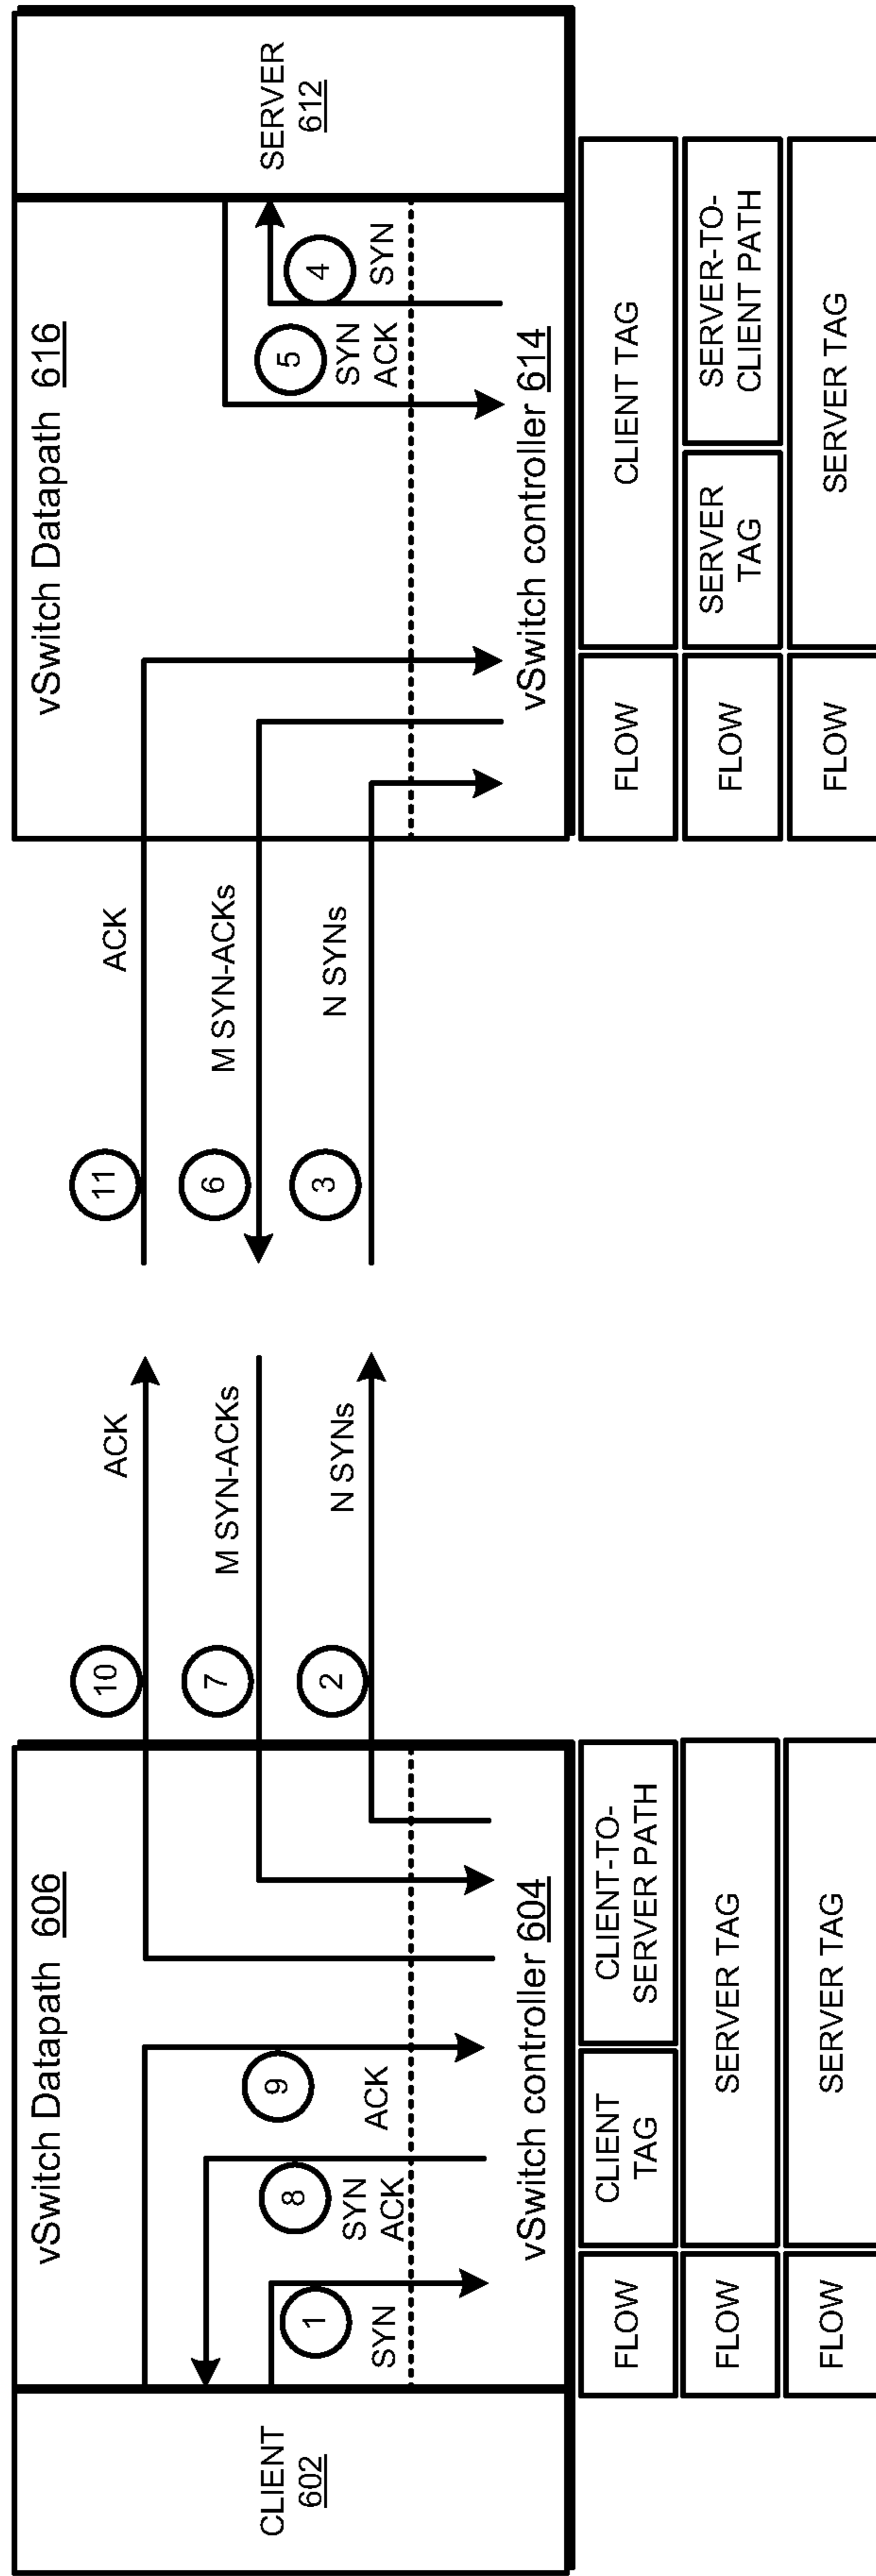 CLIENT
602
vSwitch Datapath 606
1
SYN
8
SYN
ACK
9
ACK
vSwitch controller 604
FLOW
CLIENT
TAG
CLIENT-TO-
SERVER PATH
FLOW
SERVER TAG
FLOW
SERVER TAG
10
ACK
7
M SYN-ACKs
2
N SYNs
11
ACK
6
M SYN-ACKs
3
N SYNs
vSwitch Datapath 616
5
SYN
ACK
4
SYN
vSwitch controller 614
SERVER
612
FLOW
CLIENT TAG
FLOW
SERVER
TAG
SERVER-TO-
CLIENT PATH
FLOW
SERVER TAG